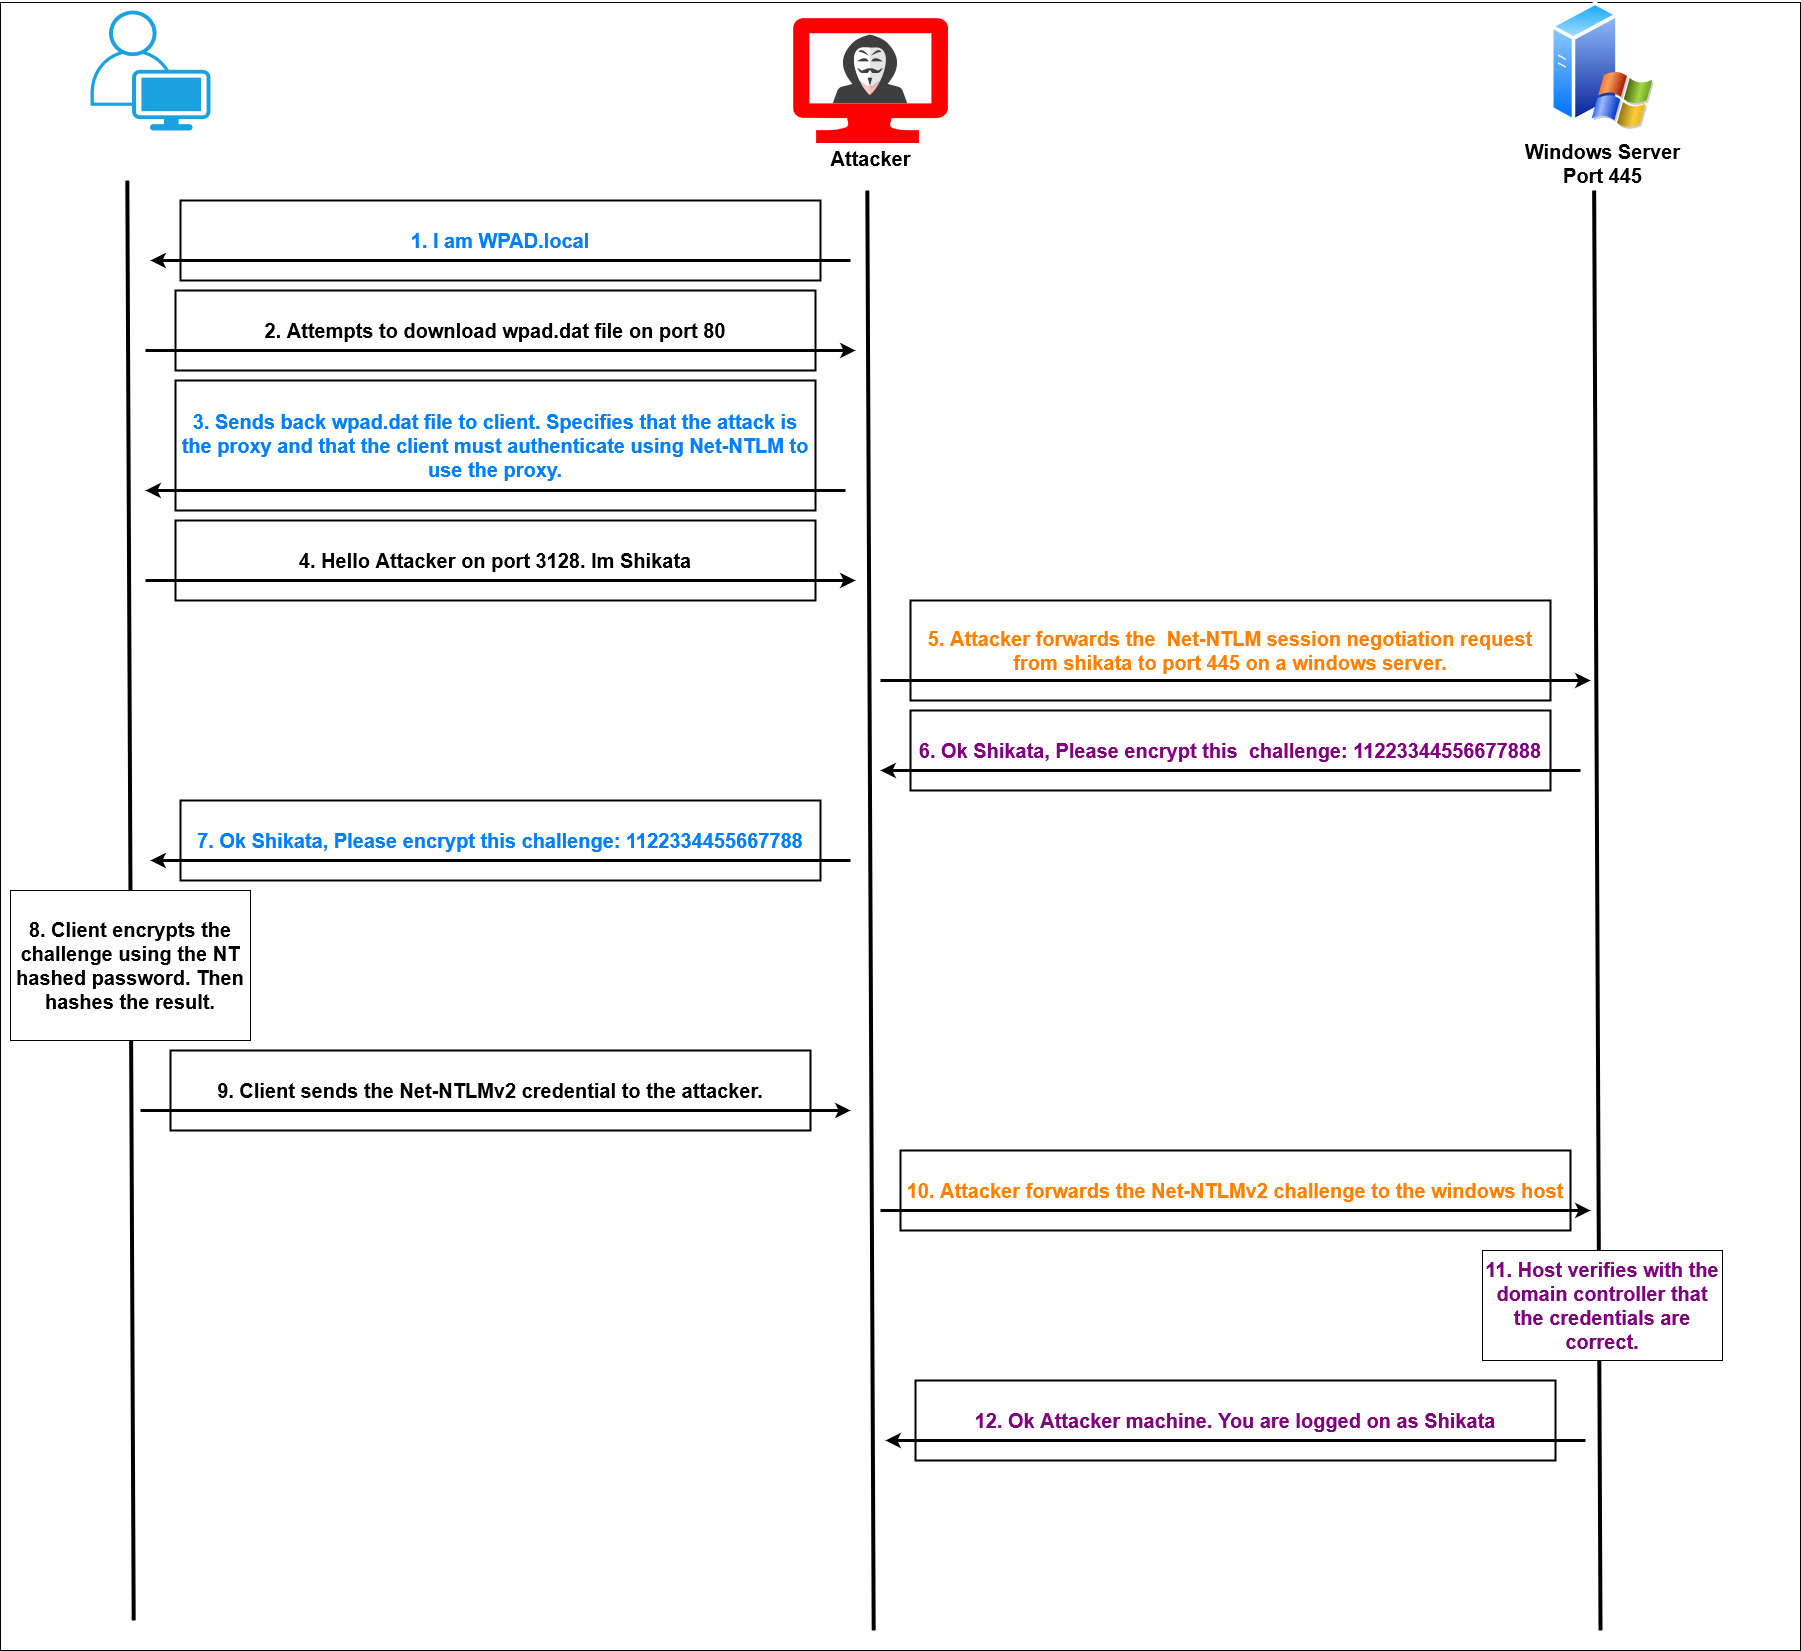 Attacker
Windows Server
Port 445
1. I am WPAD.local
2. Attempts to download wpad.dat file on port 80
3. Sends back wpad.dat file to client. Specifies that the attack is
the proxy and that the client must authenticate using Net-NTLM to
use the proxy.
4. Hello Attacker on port 3128. Im Shikata
5. Attacker forwards the  Net-NTLM session negotiation request
from shikata to port 445 on a windows server.
6. Ok Shikata, Please encrypt this  challenge: 11223344556677888
7. Ok Shikata, Please encrypt this challenge: 1122334455667788
8. Client encrypts the
challenge using the NT
hashed password. Then
hashes the result.
9. Client sends the Net-NTLMv2 credential to the attacker.
10. Attacker forwards the Net-NTLMv2 challenge to the windows host
11. Host verifies with the
domain controller that
the credentials are
correct.
12. Ok Attacker machine. You are logged on as Shikata